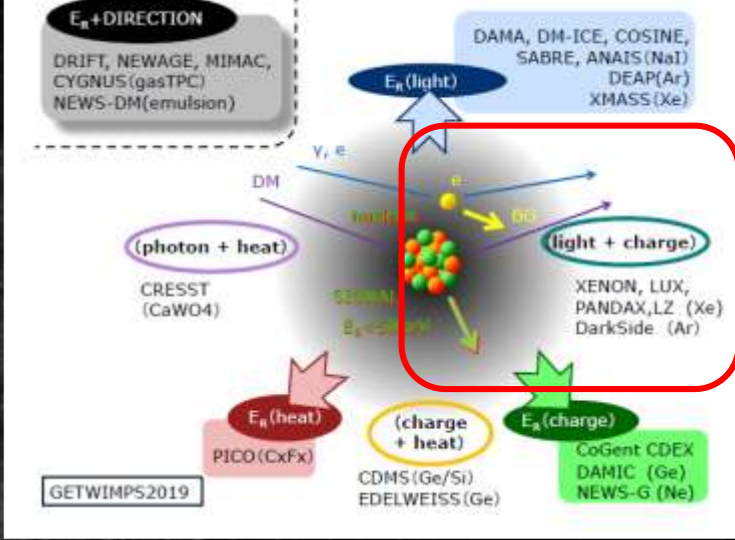 E_R+DIRECTION
DRIFT, NEWAGE, MIMAC,
CYGNUS(gasTPC)
NEWS-DM(emulsion)
DAMA, DM-ICE, COSINE,
SABRE, ANAIS(NaI)
DEAP(Ar)
XMASS(Xe)
E_R(light)
γ, e
e
DM
BG
(photon + heat)
CRESST
(CaWO4)
(light + charge)
XENON, LUX,
PANDAX,LZ (Xe)
DarkSide (Ar)
E_R(heat)
PICO(CxFx)
(charge
+ heat)
CDMS(Ge/Si)
EDELWEISS(Ge)
E_R(charge)
CoGent CDEX
DAMIC (Ge)
NEWS-G (Ne)
GETWIMPS2019